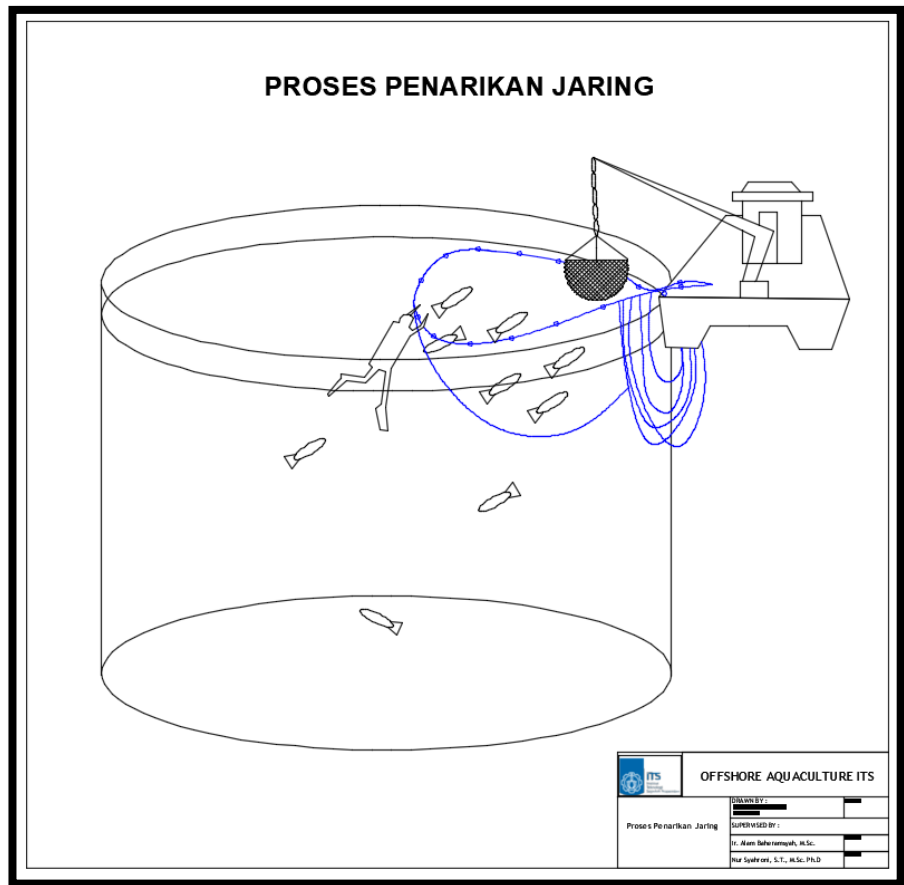 PROSES PENARIKAN JARING
ITS
OFFSHORE AQUACULTURE ITS
DRAWN BY :
Proses Penarikan Jaring
SUPERVISED BY :
Ir. Alam Baheramsyah, M.Sc.
Nur Syahroni, S.T., M.Sc. Ph.D